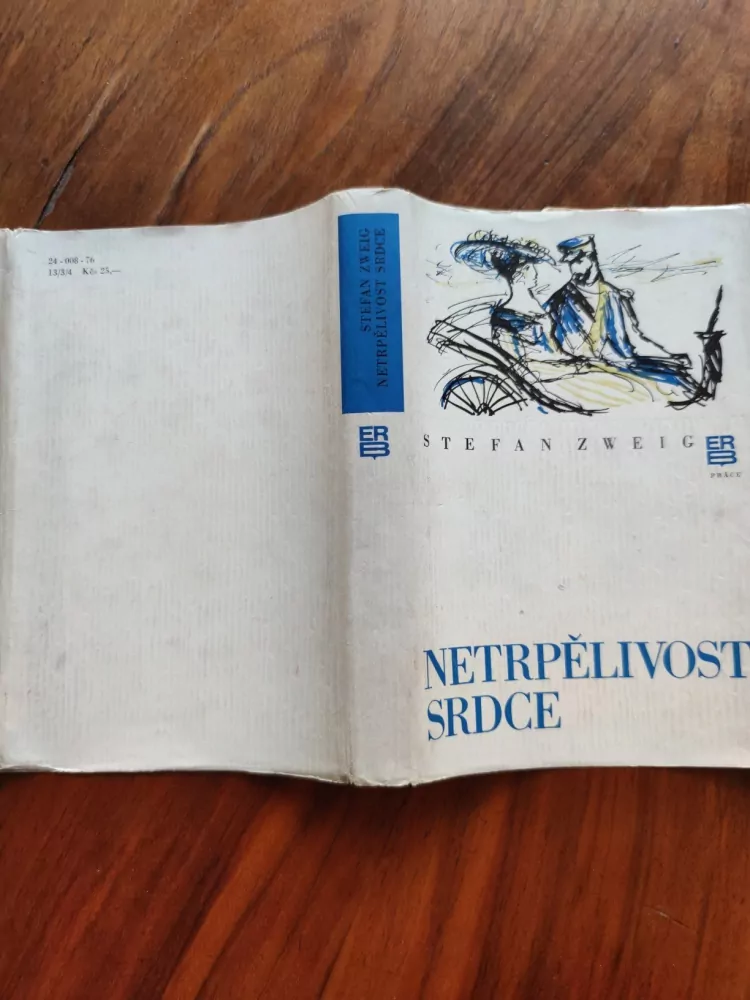 24-008-76
13/3/4 Kčs 25,—
STEFAN ZWEIG
NETRPĚLIVOST SRDCE
ERB
STEFAN ZWEIG
ERB
PRÁCE
NETRPĚLIVOST
SRDCE